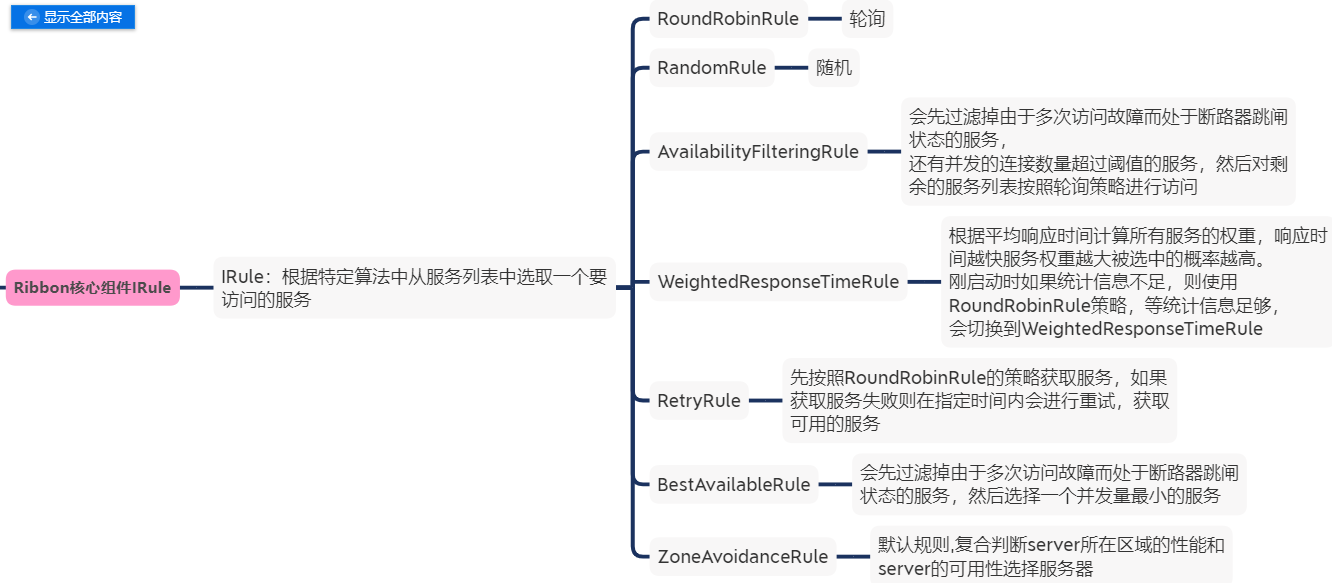 显示全部内容
RoundRobinRule
轮询
RandomRule
随机
AvailabilityFilteringRule
会先过滤掉由于多次访问故障而处于断路器跳闸
状态的服务，
还有并发的连接数量超过阈值的服务，然后对剩
余的服务列表按照轮询策略进行访问
Ribbon核心组件IRule
IRule：根据特定算法中从服务列表中选取一个要
访问的服务
WeightedResponseTimeRule
根据平均响应时间计算所有服务的权重，响应时
间越快服务权重越大被选中的概率越高。
刚启动时如果统计信息不足，则使用
RoundRobinRule策略，等统计信息足够，
会切换到WeightedResponseTimeRule
RetryRule
先按照RoundRobinRule的策略获取服务，如果
获取服务失败则在指定时间内会进行重试，获取
可用的服务
BestAvailableRule
会先过滤掉由于多次访问故障而处于断路器跳闸
状态的服务，然后选择一个并发量最小的服务
ZoneAvoidanceRule
默认规则,复合判断server所在区域的性能和
server的可用性选择服务器